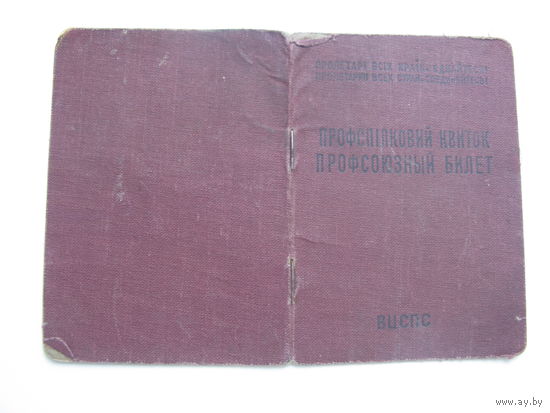 ПРОЛЕТАРІ ВСІХ КРАЇН, ЄДНАЙТЕСЯ!
ПРОЛЕТАРИИ ВСЕХ СТРАН, СОЕДИНЯЙТЕСЬ!
ПРОФСПІЛКОВИЙ КВИТОК
ПРОФСОЮЗНЫЙ БИЛЕТ
ВЦСПС
© www.ay.by